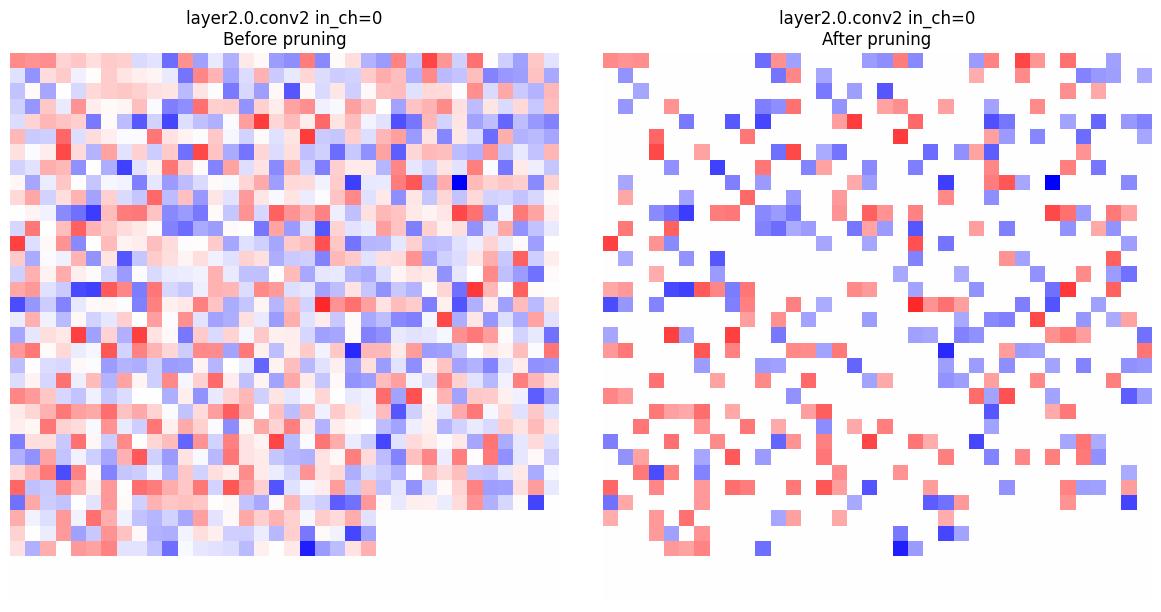 layer2.0.conv2 in_ch=0
Before pruning
layer2.0.conv2 in_ch=0
After pruning